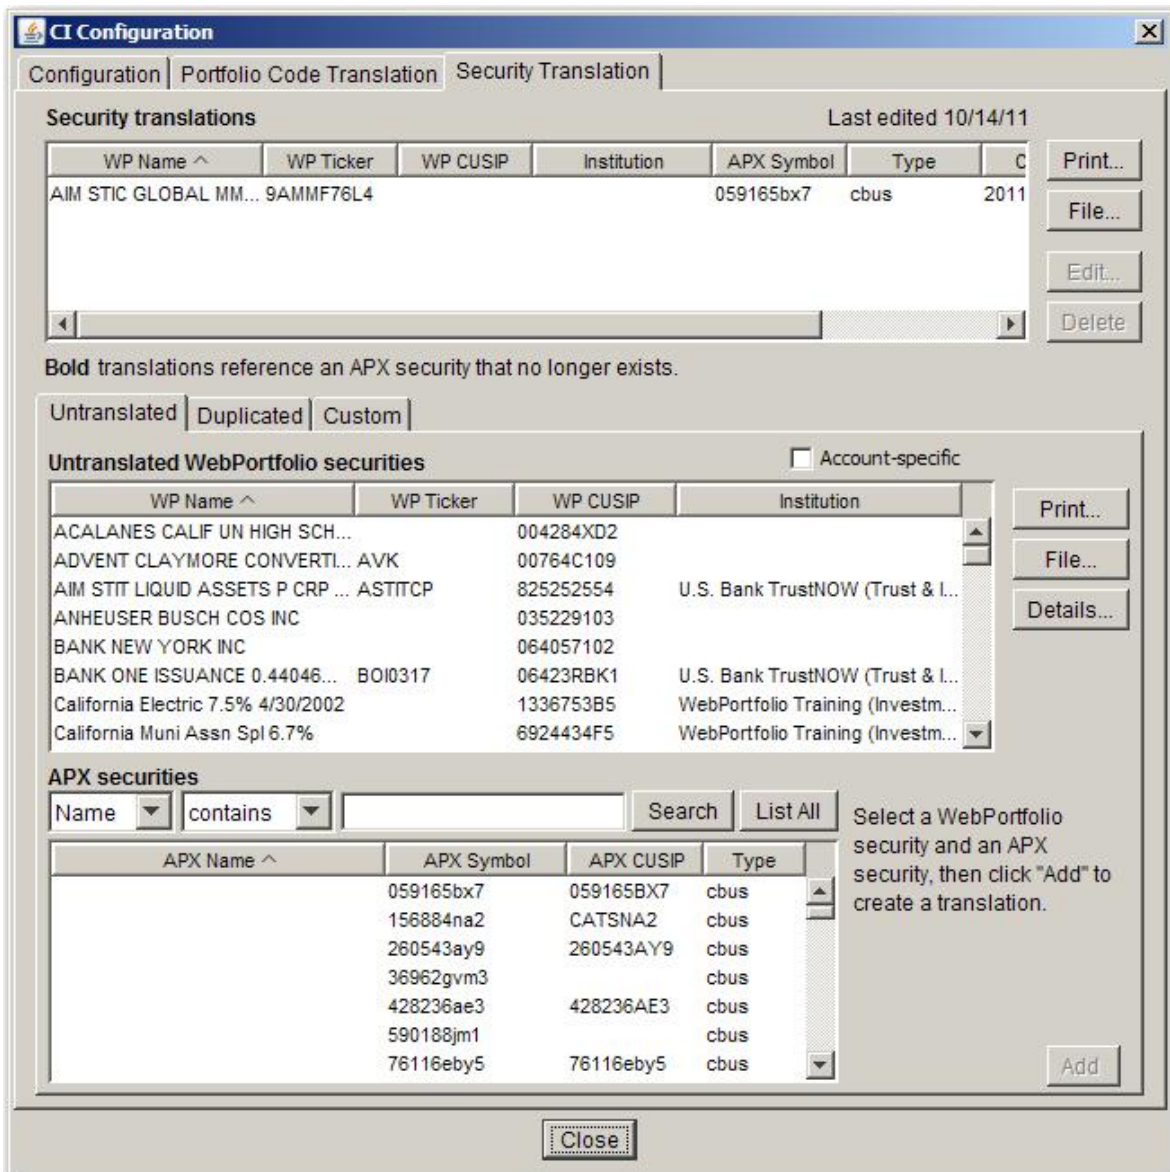 CI Configuration
Configuration Portfolio Code Translation Security Translation
Security translations Last edited 10/14/11
WP Name WP Ticker WP CUSIP Institution APX Symbol Type C
AIM STIC GLOBAL MM... 9AMMF76L4 059165bx7 cbus 2011
Print...
File...
Edit...
Delete
Bold translations reference an APX security that no longer exists.
Untranslated Duplicated Custom
Untranslated WebPortfolio securities Account-specific
WP Name WP Ticker WP CUSIP Institution
ACALANES CALIF UN HIGH SCH... 004284XD2
ADVENT CLAYMORE CONVERTI... AVK 00764C109
AIM STIT LIQUID ASSETS P CRP ... ASTITCP 825252554 U.S. Bank TrustNOW (Trust & I...
ANHEUSER BUSCH COS INC 035229103
BANK NEW YORK INC 064057102
BANK ONE ISSUANCE 0.44046... BOI0317 06423RBK1 U.S. Bank TrustNOW (Trust & I...
California Electric 7.5% 4/30/2002 1336753B5 WebPortfolio Training (Investm...
California Muni Assn Spl 6.7% 6924434F5 WebPortfolio Training (Investm...
Print...
File...
Details...
APX securities
Name contains Search List All
APX Name APX Symbol APX CUSIP Type
059165bx7 059165BX7 cbus
156884na2 CATSNA2 cbus
260543ay9 260543AY9 cbus
36962gvm3 cbus
428236ae3 428236AE3 cbus
590188jm1 cbus
76116eby5 76116eby5 cbus
Select a WebPortfolio
security and an APX
security, then click "Add" to
create a translation.
Add
Close